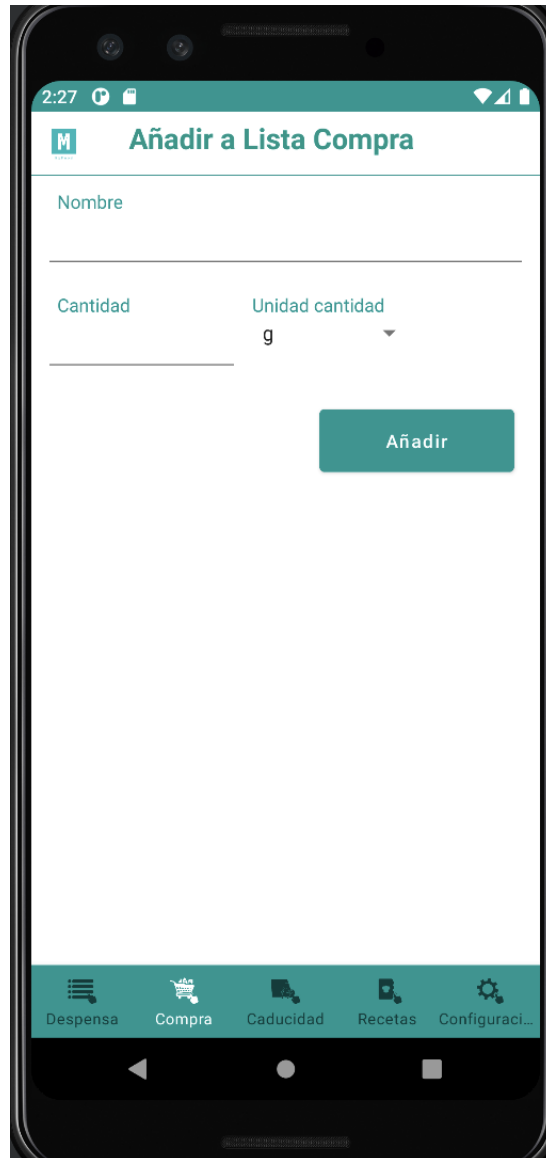 2:27
M
Añadir a Lista Compra
Nombre
Cantidad
Unidad cantidad
g
Añadir
Despensa
Compra
Caducidad
Recetas
Configuraci...